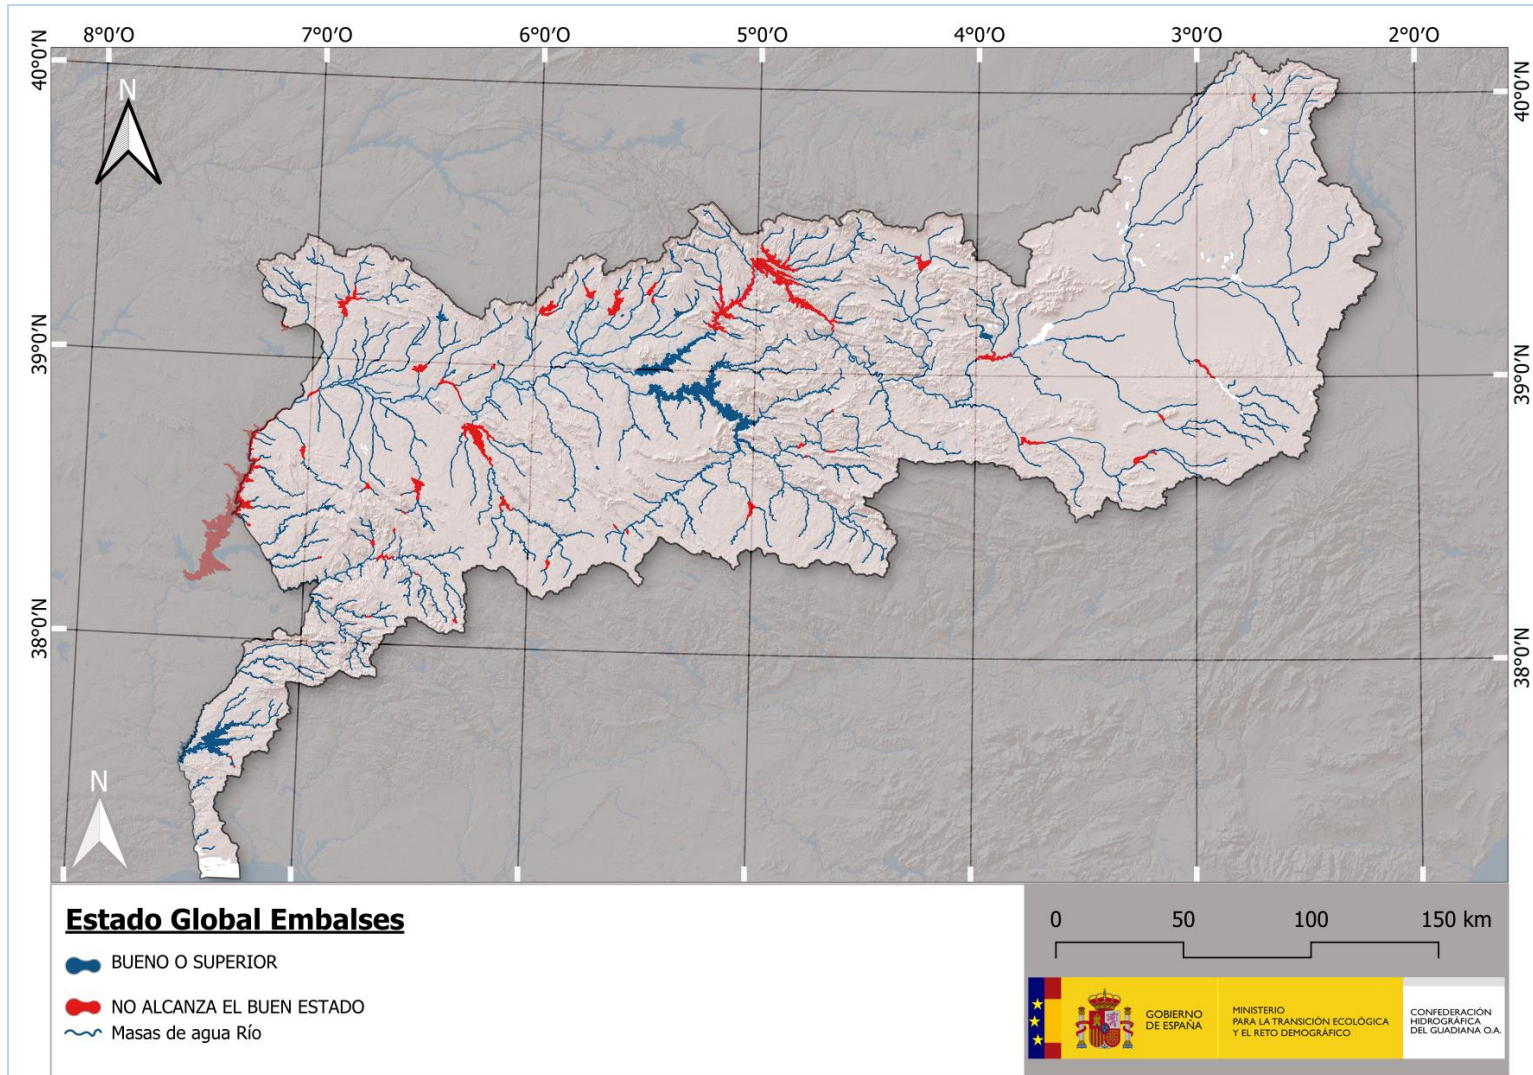 8°0'O 7°0'O 6°0'O 5°0'O 4°0'O 3°0'O 2°0'O
40°0'N
40°0'N
N
39°0'N
39°0'N
38°0'N
38°0'N
N
Estado Global Embalses
BUENO O SUPERIOR
NO ALCANZA EL BUEN ESTADO
Masas de agua Río
0 50 100 150 km
GOBIERNO
DE ESPAÑA
MINISTERIO
PARA LA TRANSICIÓN ECOLÓGICA
Y EL RETO DEMOGRÁFICO
CONFEDERACIÓN
HIDROGRÁFICA
DEL GUADIANA O.A.